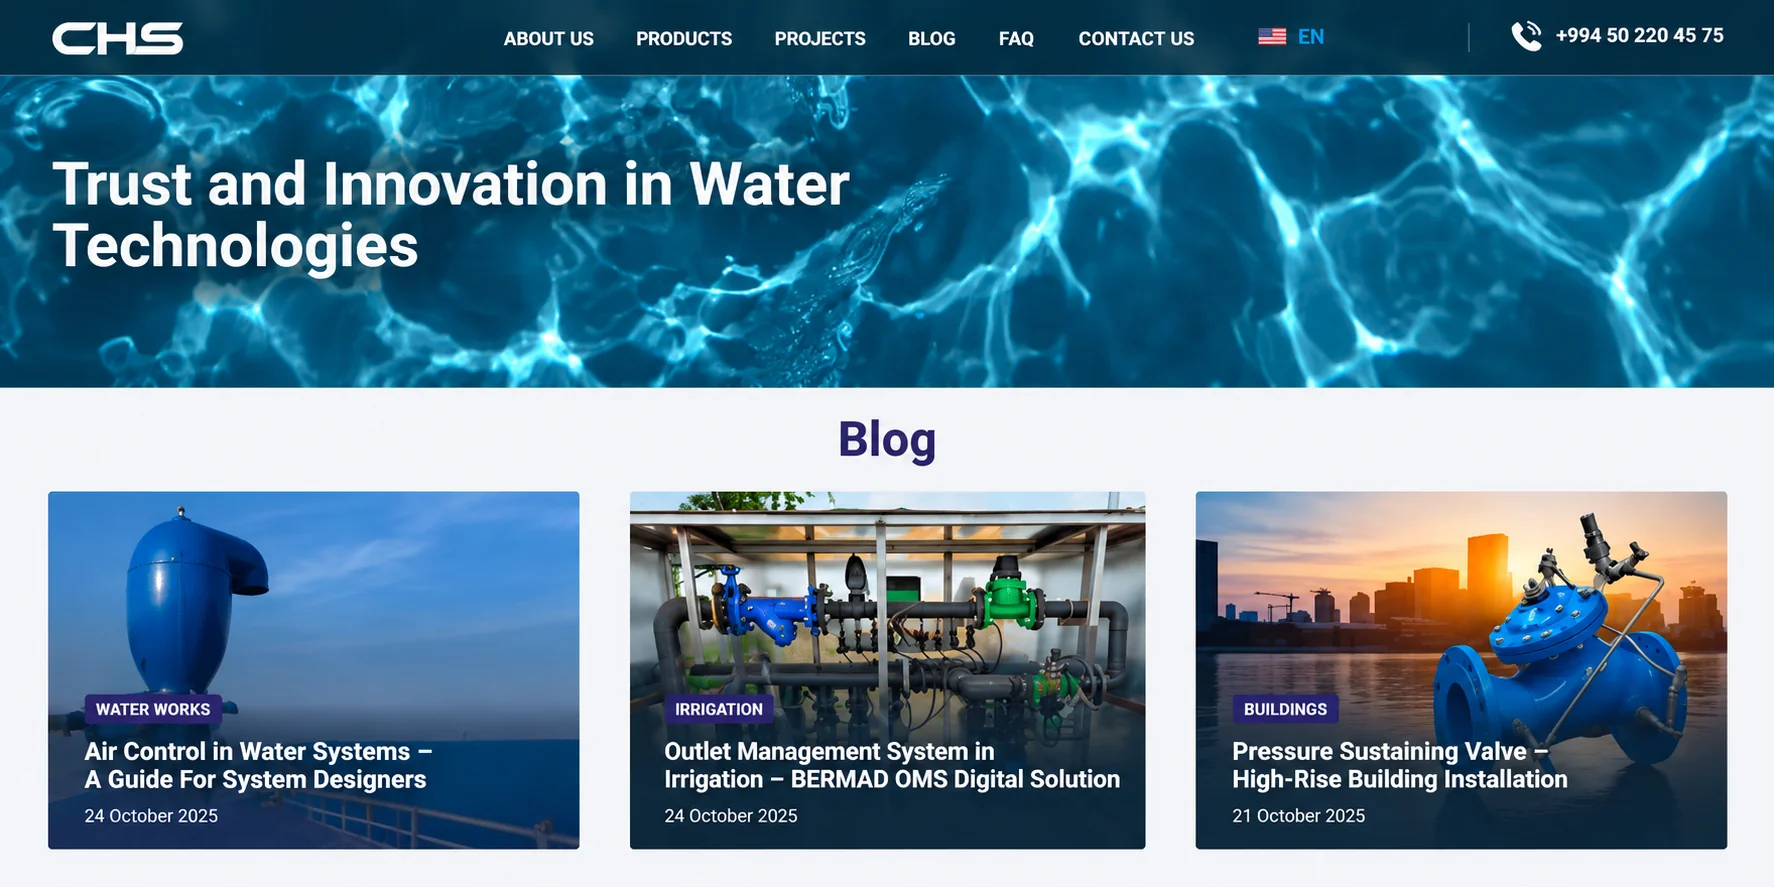 CHS
ABOUT US PRODUCTS PROJECTS BLOG FAQ CONTACT US EN +994 50 220 45 75
Trust and Innovation in Water
Technologies
Blog
WATER WORKS
Air Control in Water Systems –
A Guide For System Designers
24 October 2025
IRRIGATION
Outlet Management System in
Irrigation – BERMAD OMS Digital Solution
24 October 2025
BUILDINGS
Pressure Sustaining Valve –
High-Rise Building Installation
21 October 2025